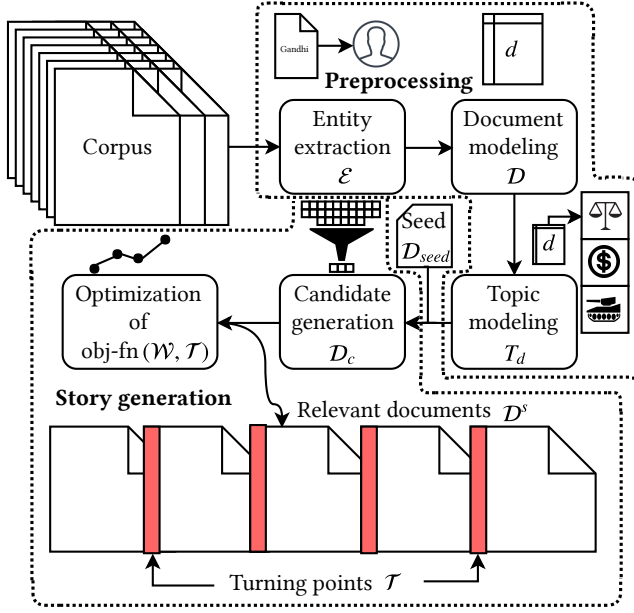 Gandhi
Preprocessing
d
Corpus
Entity
extraction
ℰ
Document
modeling
𝒟
Seed
𝒟seed
d
$
Optimization
of
obj-fn (𝒲, 𝒯)
Candidate
generation
𝒟c
Topic
modeling
Td
Story generation
Relevant documents 𝒟s
Turning points 𝒯